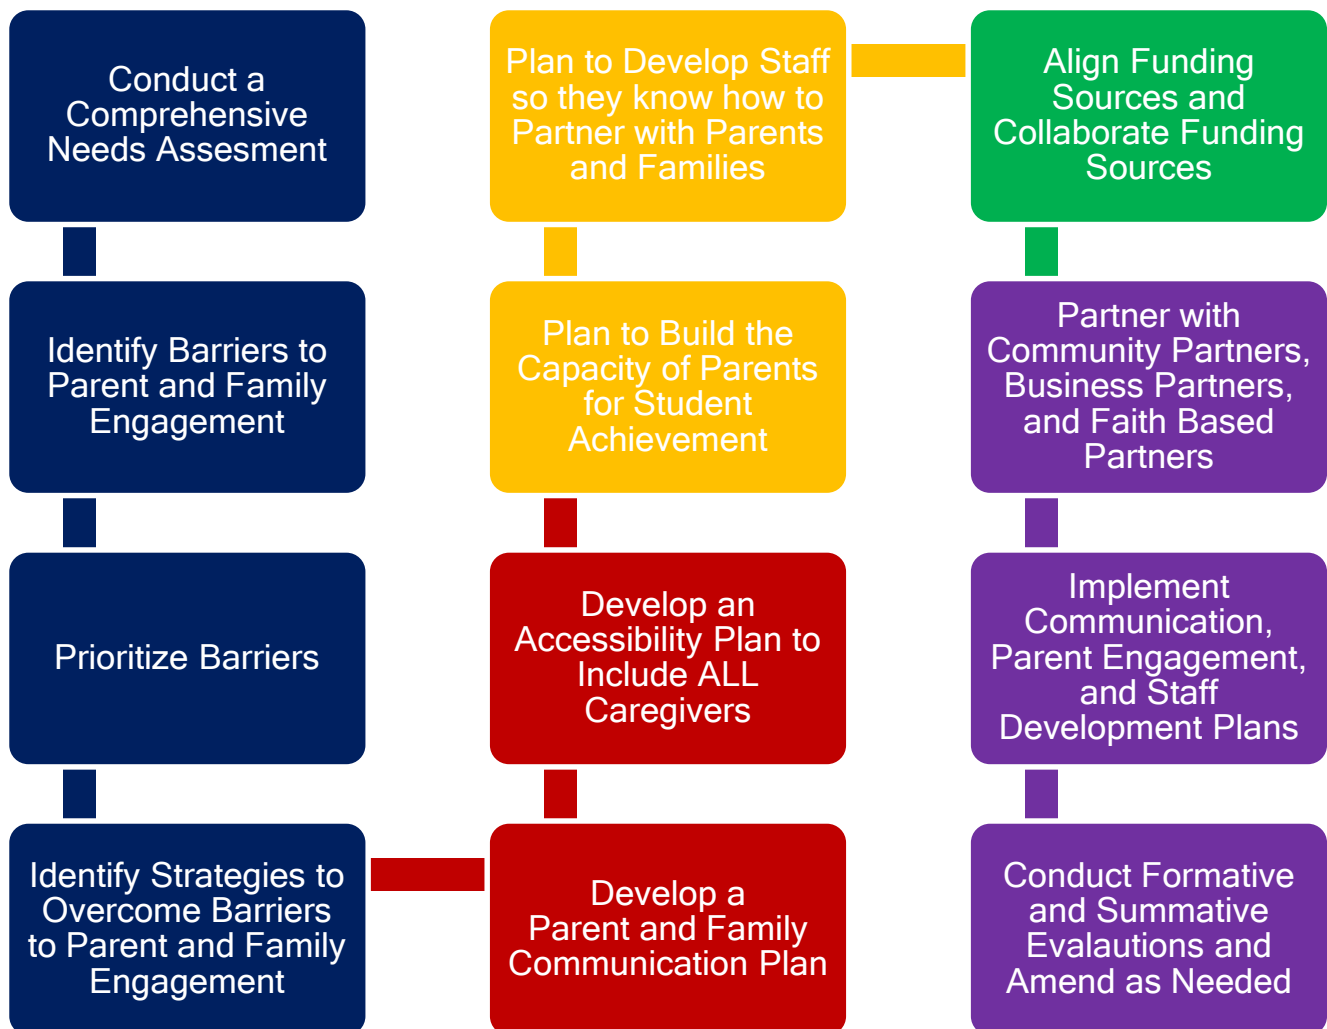 Conduct a
Comprehensive
Needs Assesment
Identify Barriers to
Parent and Family
Engagement
Prioritize Barriers
Identify Strategies to
Overcome Barriers
to Parent and Family
Engagement
Develop a
Parent and Family
Communication Plan
Develop an
Accessibility Plan to
Include ALL
Caregivers
Plan to Build the
Capacity of Parents
for Student
Achievement
Plan to Develop Staff
so they know how to
Partner with Parents
and Families
Align Funding
Sources and
Collaborate Funding
Sources
Partner with
Community Partners,
Business Partners,
and Faith Based
Partners
Implement
Communication,
Parent Engagement,
and Staff
Development Plans
Conduct Formative
and Summative
Evalautions and
Amend as Needed